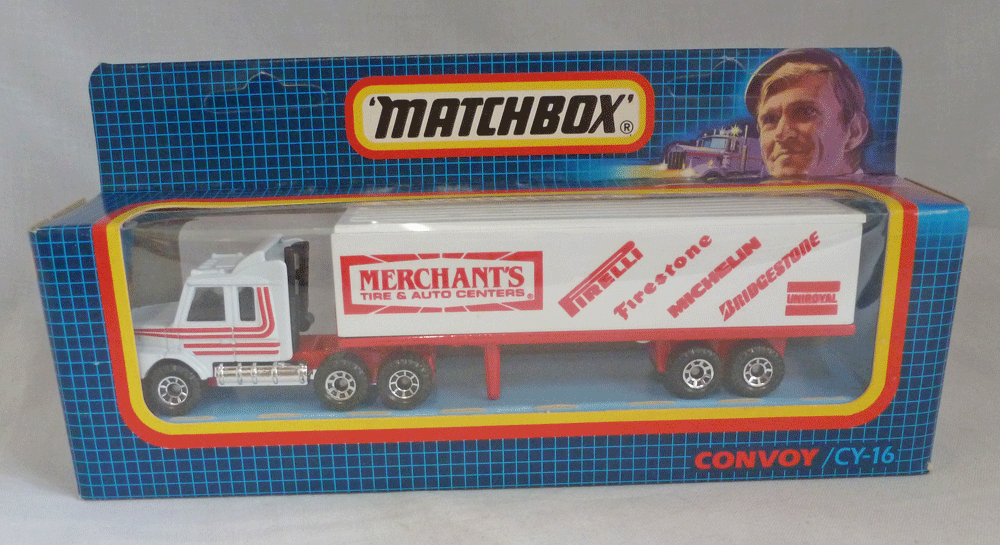 'MATCHBOX'®
MERCHANT'S
TIRE & AUTO CENTERS®
PIRELLI
Firestone
MICHELIN
BRIDGESTONE
UNIROYAL
CONVOY/CY-16